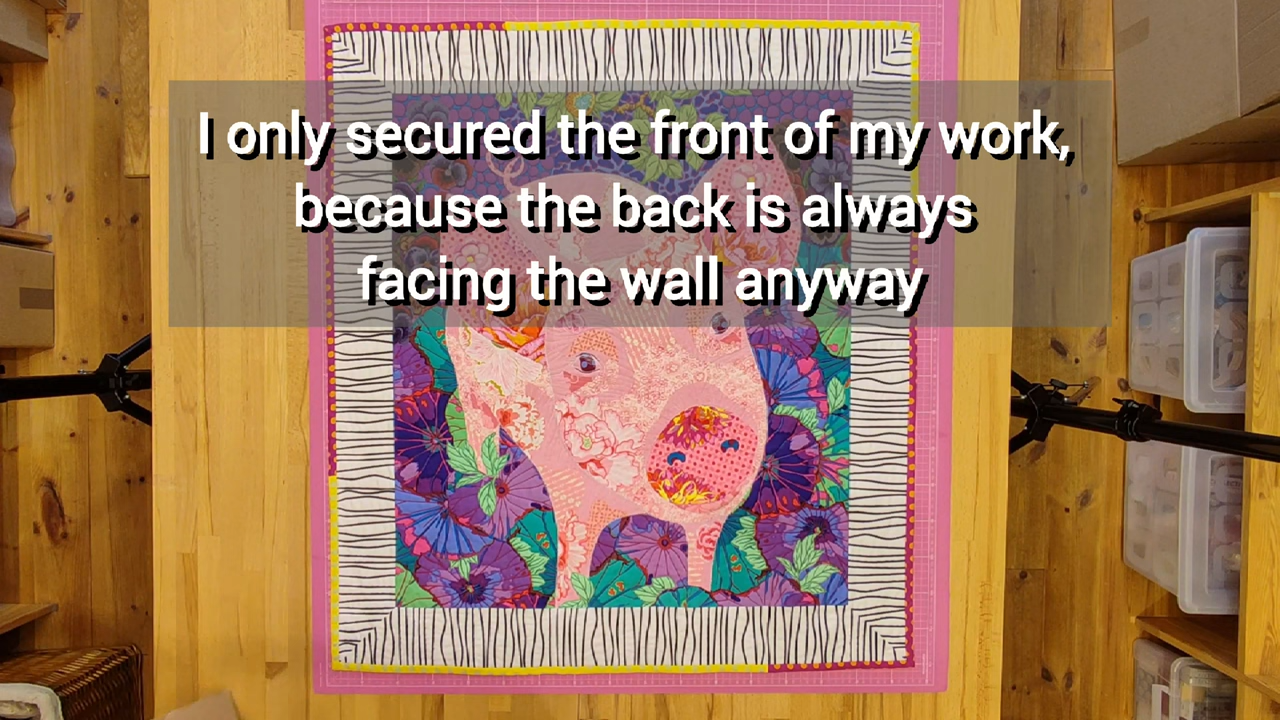 I only secured the front of my work,
because the back is always
facing the wall anyway